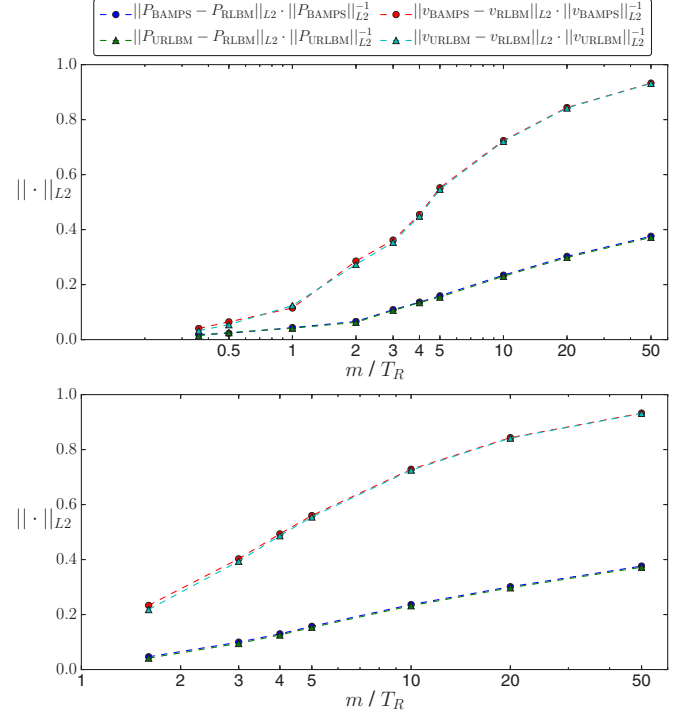 ||P_BAMPS − P_RLBM||_L2 · ||P_BAMPS||⁻¹_L2 ||v_BAMPS − v_RLBM||_L2 · ||v_BAMPS||⁻¹_L2
||P_URLBM − P_RLBM||_L2 · ||P_URLBM||⁻¹_L2 ||v_URLBM − v_RLBM||_L2 · ||v_URLBM||⁻¹_L2
1.0
0.8
0.6
|| · ||_L2
0.4
0.2
0.0
0.5 1 2 3 4 5 10 20 50
m / T_R
1.0
0.8
0.6
|| · ||_L2
0.4
0.2
0.0
1 2 3 4 5 10 20 50
m / T_R